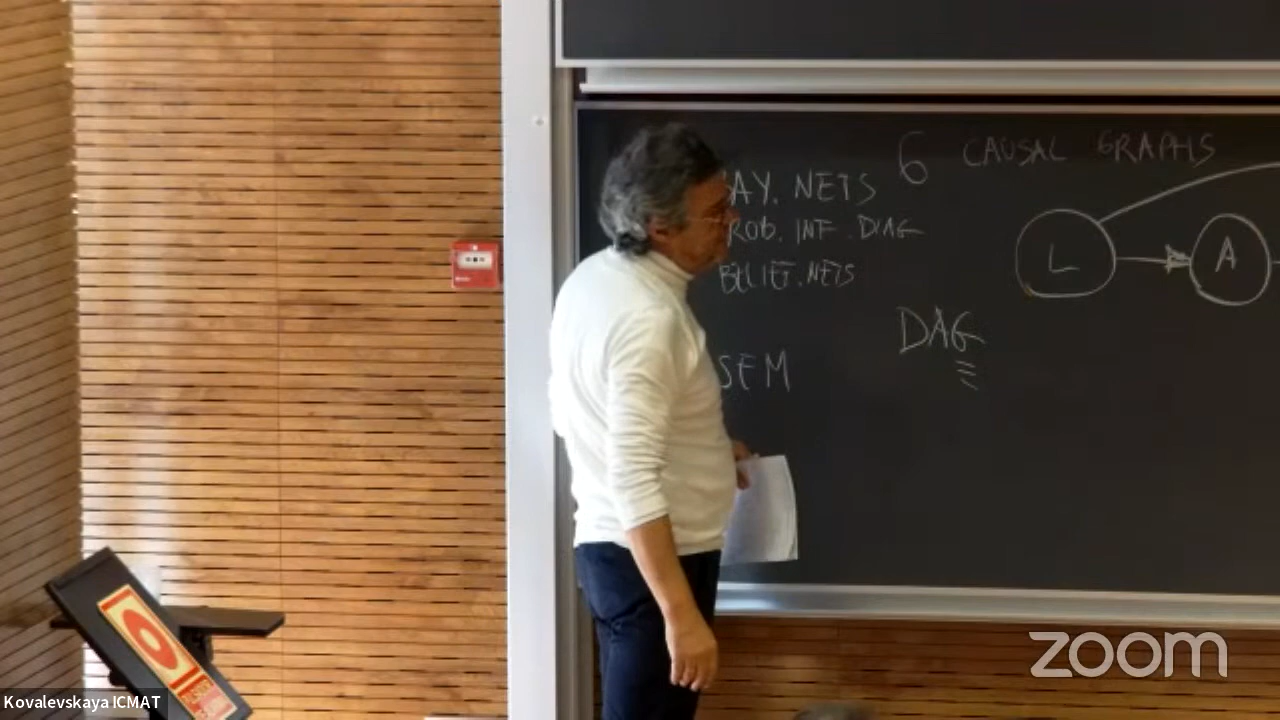 6 CAUSAL GRAPHS
AY. NETS
ROB. INF. DIAG
BELIEF. NETS
L
A
DAG
SEM
zoom
Kovalevskaya ICMAT